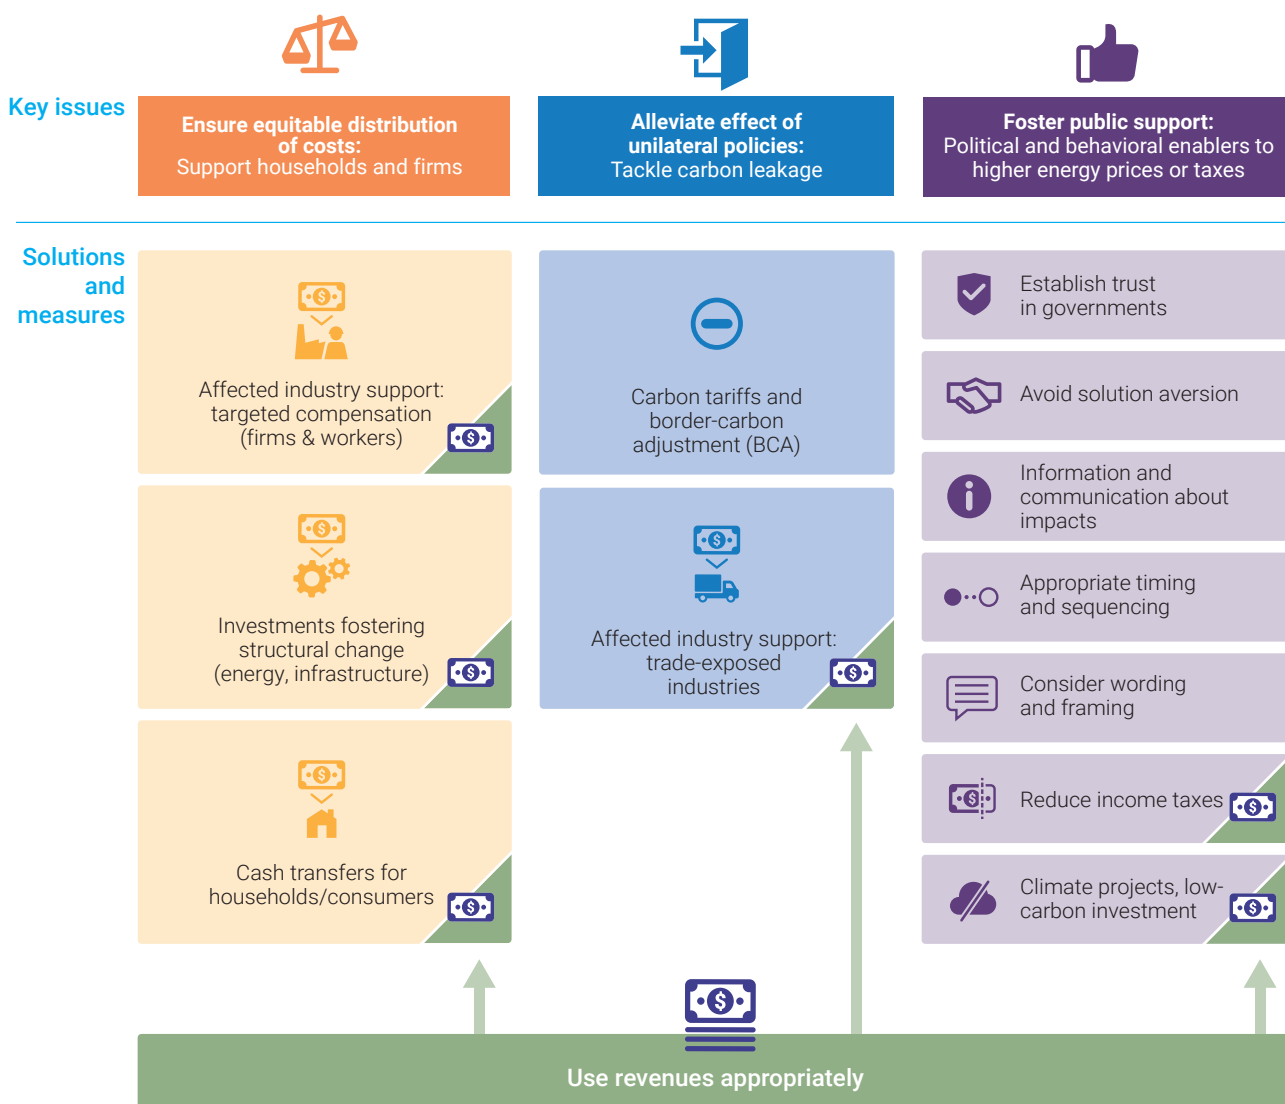 Key issues
Ensure equitable distribution
of costs:
Support households and firms
Alleviate effect of
unilateral policies:
Tackle carbon leakage
Foster public support:
Political and behavioral enablers to
higher energy prices or taxes
Solutions
and
measures
Affected industry support:
targeted compensation
(firms & workers)
Investments fostering
structural change
(energy, infrastructure)
Cash transfers for
households/consumers
Carbon tariffs and
border-carbon
adjustment (BCA)
Affected industry support:
trade-exposed
industries
Establish trust
in governments
Avoid solution aversion
Information and
communication about
impacts
Appropriate timing
and sequencing
Consider wording
and framing
Reduce income taxes
Climate projects, low-
carbon investment
Use revenues appropriately